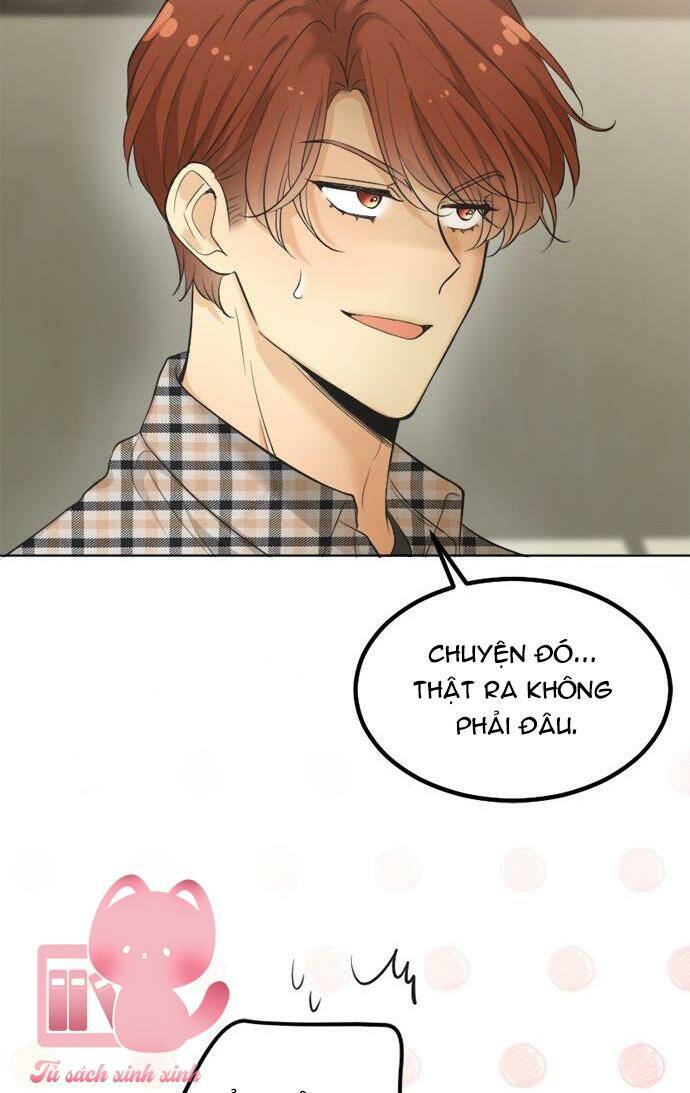 CHUYỆN ĐÓ...
THẬT RA KHÔNG
PHẢI ĐÂU.
Tủ sách xinh xinh